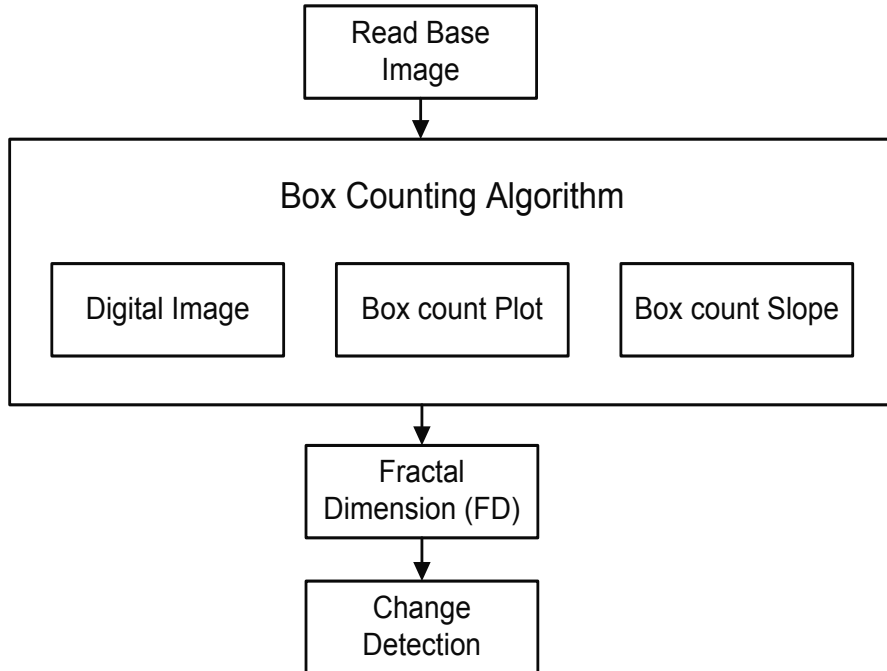 Read Base
Image
Box Counting Algorithm
Digital Image
Box count Plot
Box count Slope
Fractal
Dimension (FD)
Change
Detection